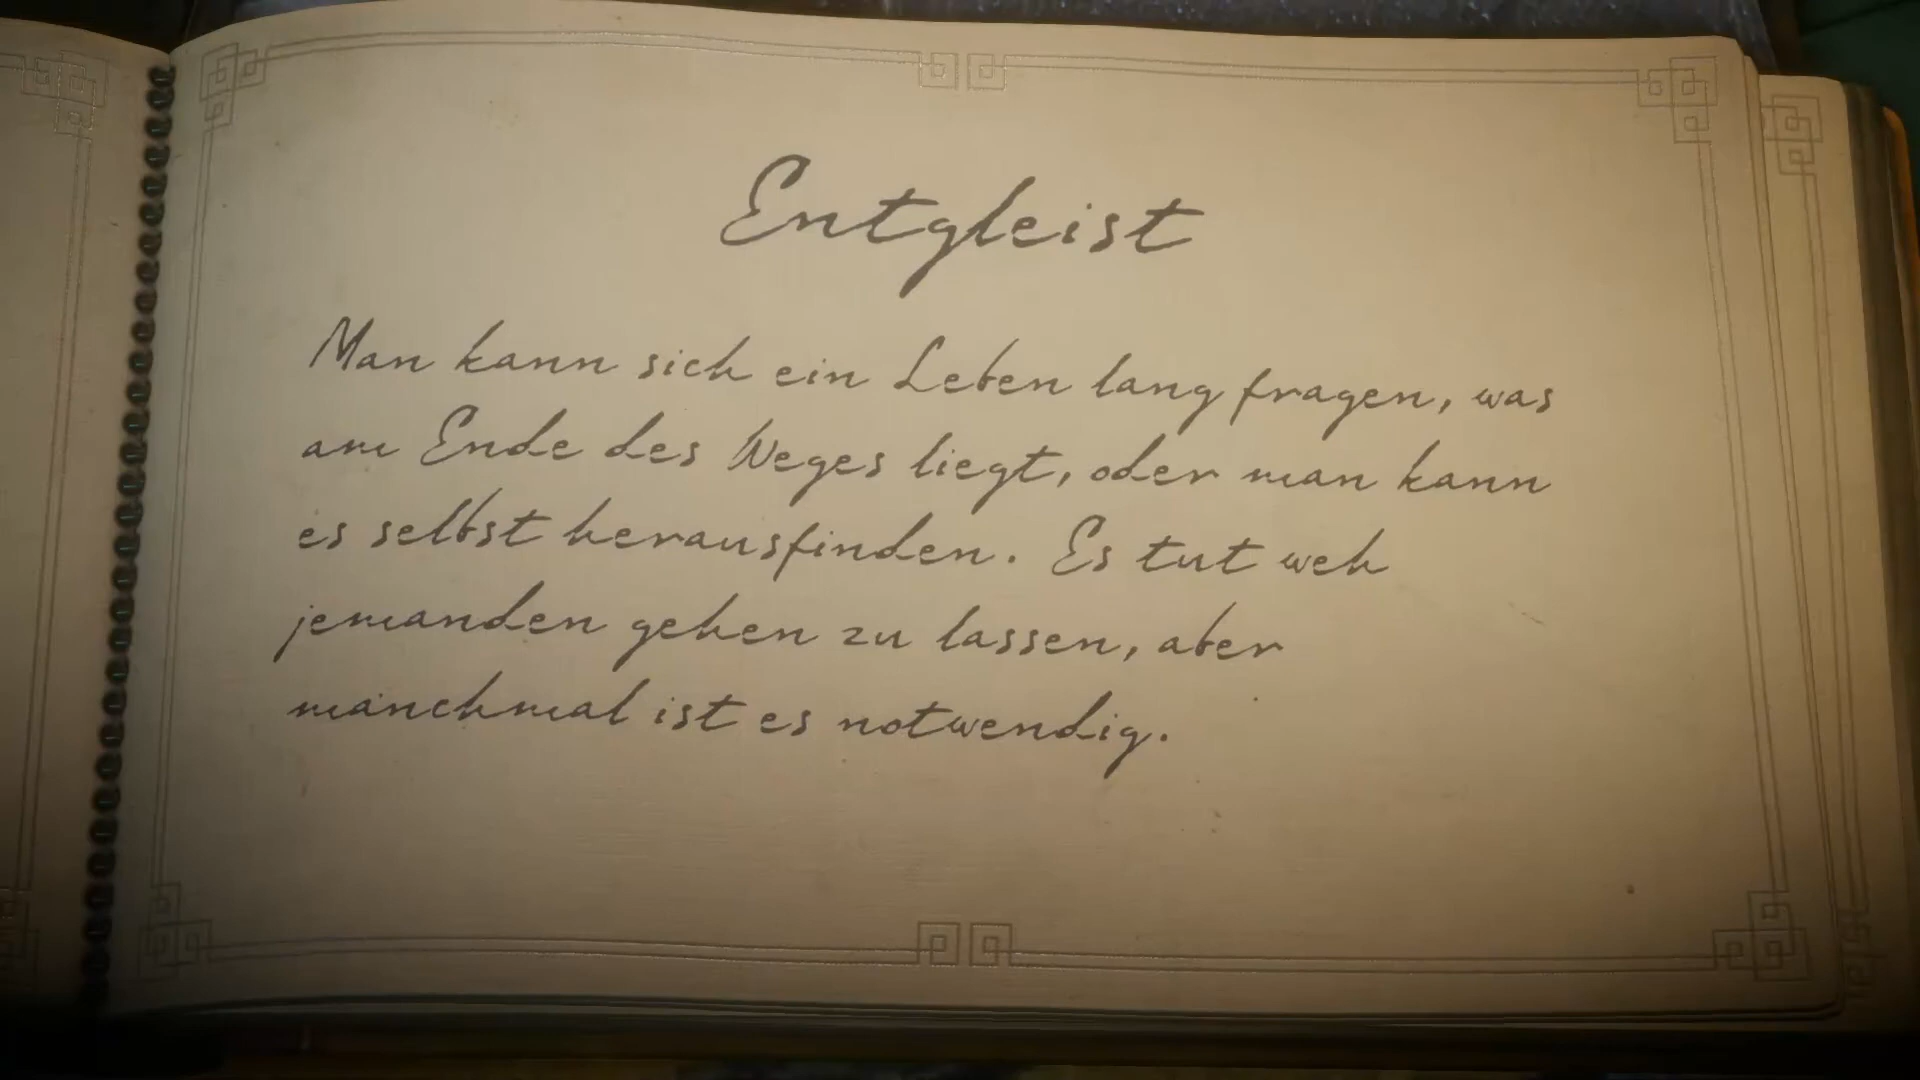 Entgleist
Man kann sich ein Leben lang fragen, was
am Ende des Weges liegt, oder man kann
es selbst herausfinden. Es tut weh
jemanden gehen zu lassen, aber
manchmal ist es notwendig.